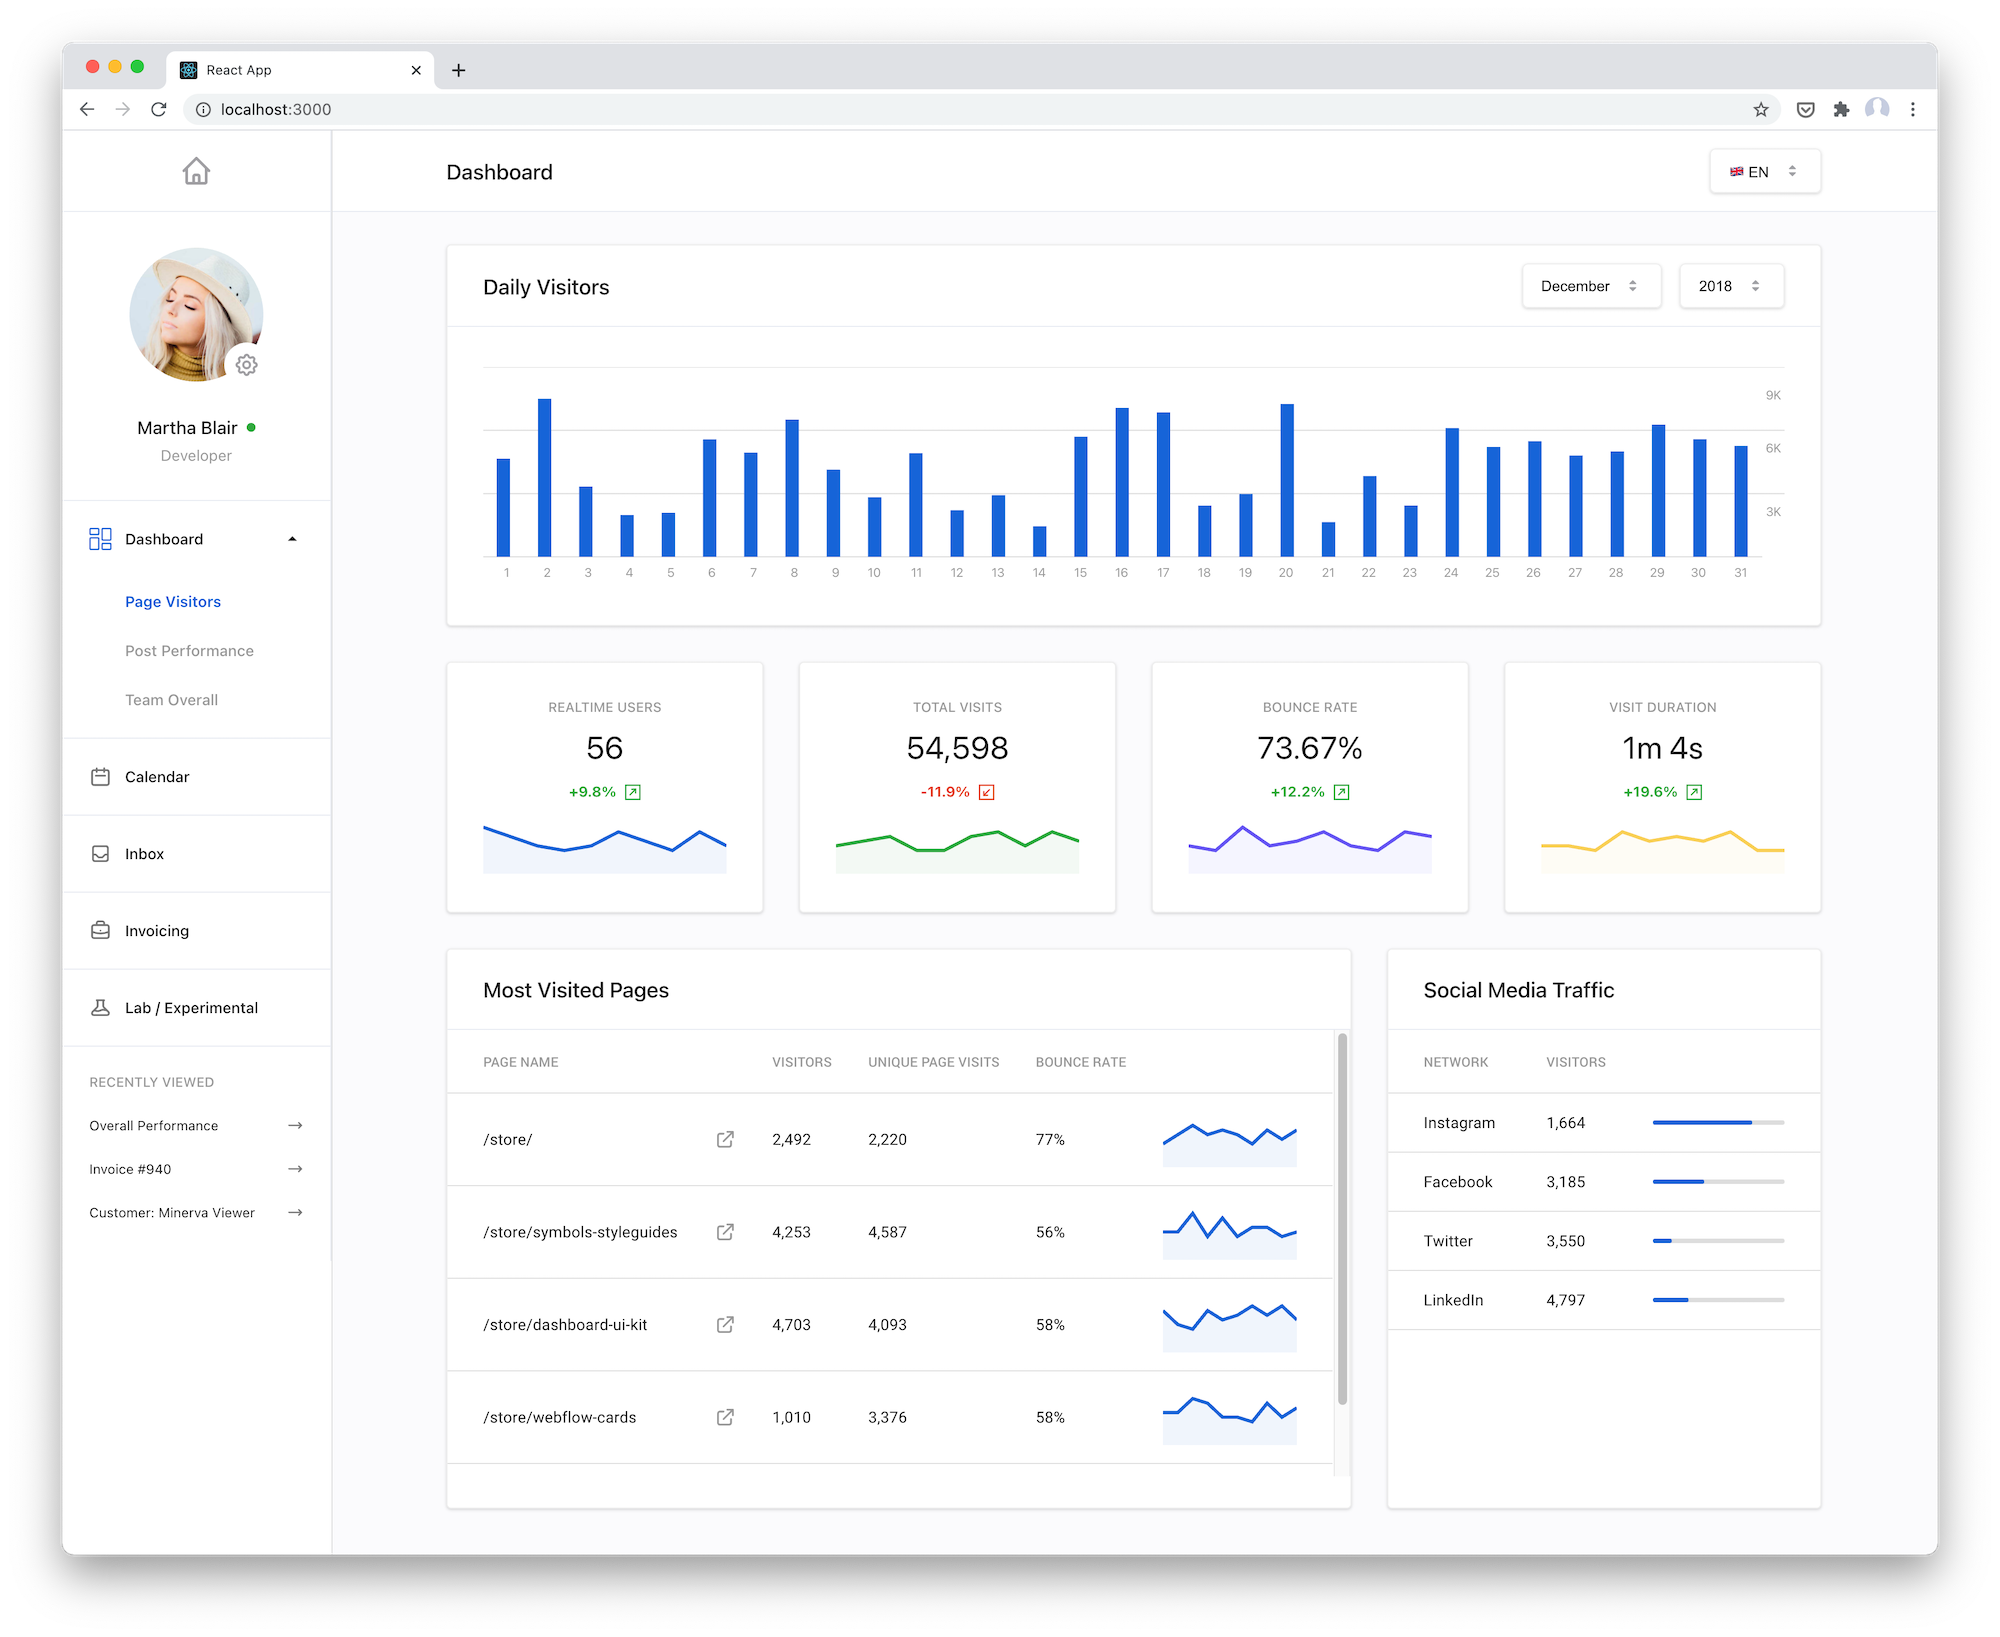 React App
localhost:3000
Dashboard
EN
Martha Blair
Developer
Dashboard
Page Visitors
Post Performance
Team Overall
Calendar
Inbox
Invoicing
Lab / Experimental
RECENTLY VIEWED
Overall Performance
Invoice #940
Customer: Minerva Viewer
Daily Visitors
December
2018
9K
6K
3K
1 2 3 4 5 6 7 8 9 10 11 12 13 14 15 16 17 18 19 20 21 22 23 24 25 26 27 28 29 30 31
REALTIME USERS
56
+9.8%
TOTAL VISITS
54,598
-11.9%
BOUNCE RATE
73.67%
+12.2%
VISIT DURATION
1m 4s
+19.6%
Most Visited Pages
PAGE NAME VISITORS UNIQUE PAGE VISITS BOUNCE RATE
/store/ 2,492 2,220 77%
/store/symbols-styleguides 4,253 4,587 56%
/store/dashboard-ui-kit 4,703 4,093 58%
/store/webflow-cards 1,010 3,376 58%
Social Media Traffic
NETWORK VISITORS
Instagram 1,664
Facebook 3,185
Twitter 3,550
LinkedIn 4,797